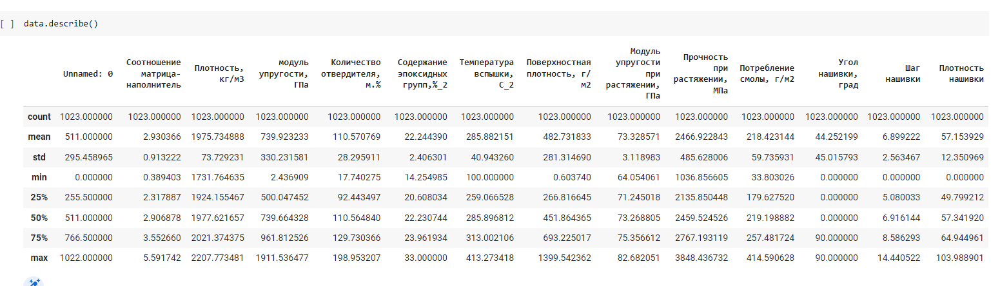 [ ] data.describe()
Unnamed: 0 Соотношение матрица-наполнитель Плотность, кг/м3 модуль упругости, ГПа Количество отвердителя, м.% Содержание эпоксидных групп,%_2 Температура вспышки, С_2 Поверхностная плотность, г/м2 Модуль упругости при растяжении, ГПа Прочность при растяжении, МПа Потребление смолы, г/м2 Угол нашивки, град Шаг нашивки Плотность нашивки
count 1023.000000 1023.000000 1023.000000 1023.000000 1023.000000 1023.000000 1023.000000 1023.000000 1023.000000 1023.000000 1023.000000 1023.000000 1023.000000 1023.000000
mean 511.000000 2.930366 1975.734888 739.923233 110.570769 22.244390 285.882151 482.731833 73.328571 2466.922843 218.423144 44.252199 6.899222 57.153929
std 295.458965 0.913222 73.729231 330.231581 28.295911 2.406301 40.943260 281.314690 3.118983 485.628006 59.735931 45.015793 2.563467 12.350969
min 0.000000 0.389403 1731.764635 2.436909 17.740275 14.254985 100.000000 0.603740 64.054061 1036.856605 33.803026 0.000000 0.000000 0.000000
25% 255.500000 2.317887 1924.155467 500.047452 92.443497 20.608034 259.066528 266.816645 71.245018 2135.850448 179.627520 0.000000 5.080033 49.799212
50% 511.000000 2.906878 1977.621657 739.664328 110.564840 22.230744 285.896812 451.864365 73.268805 2459.524526 219.198882 0.000000 6.916144 57.341920
75% 766.500000 3.552660 2021.374375 961.812526 129.730366 23.961934 313.002106 693.225017 75.356612 2767.193119 257.481724 90.000000 8.586293 64.944961
max 1022.000000 5.591742 2207.773481 1911.536477 198.953207 33.000000 413.273418 1399.542362 82.682051 3848.436732 414.590628 90.000000 14.440522 103.988901